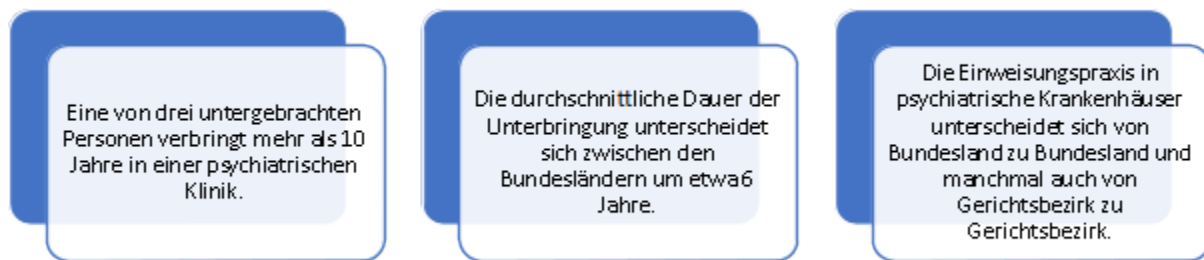 Eine von drei untergebrachten
Personen verbringt mehr als 10
Jahre in einer psychiatrischen
Klinik.
Die durchschnittliche Dauer der
Unterbringung unterscheidet
sich zwischen den
Bundesländern um etwa 6
Jahre.
Die Einweisungspraxis in
psychiatrische Krankenhäuser
unterscheidet sich von
Bundesland zu Bundesland und
manchmal auch von
Gerichtsbezirk zu
Gerichtsbezirk.